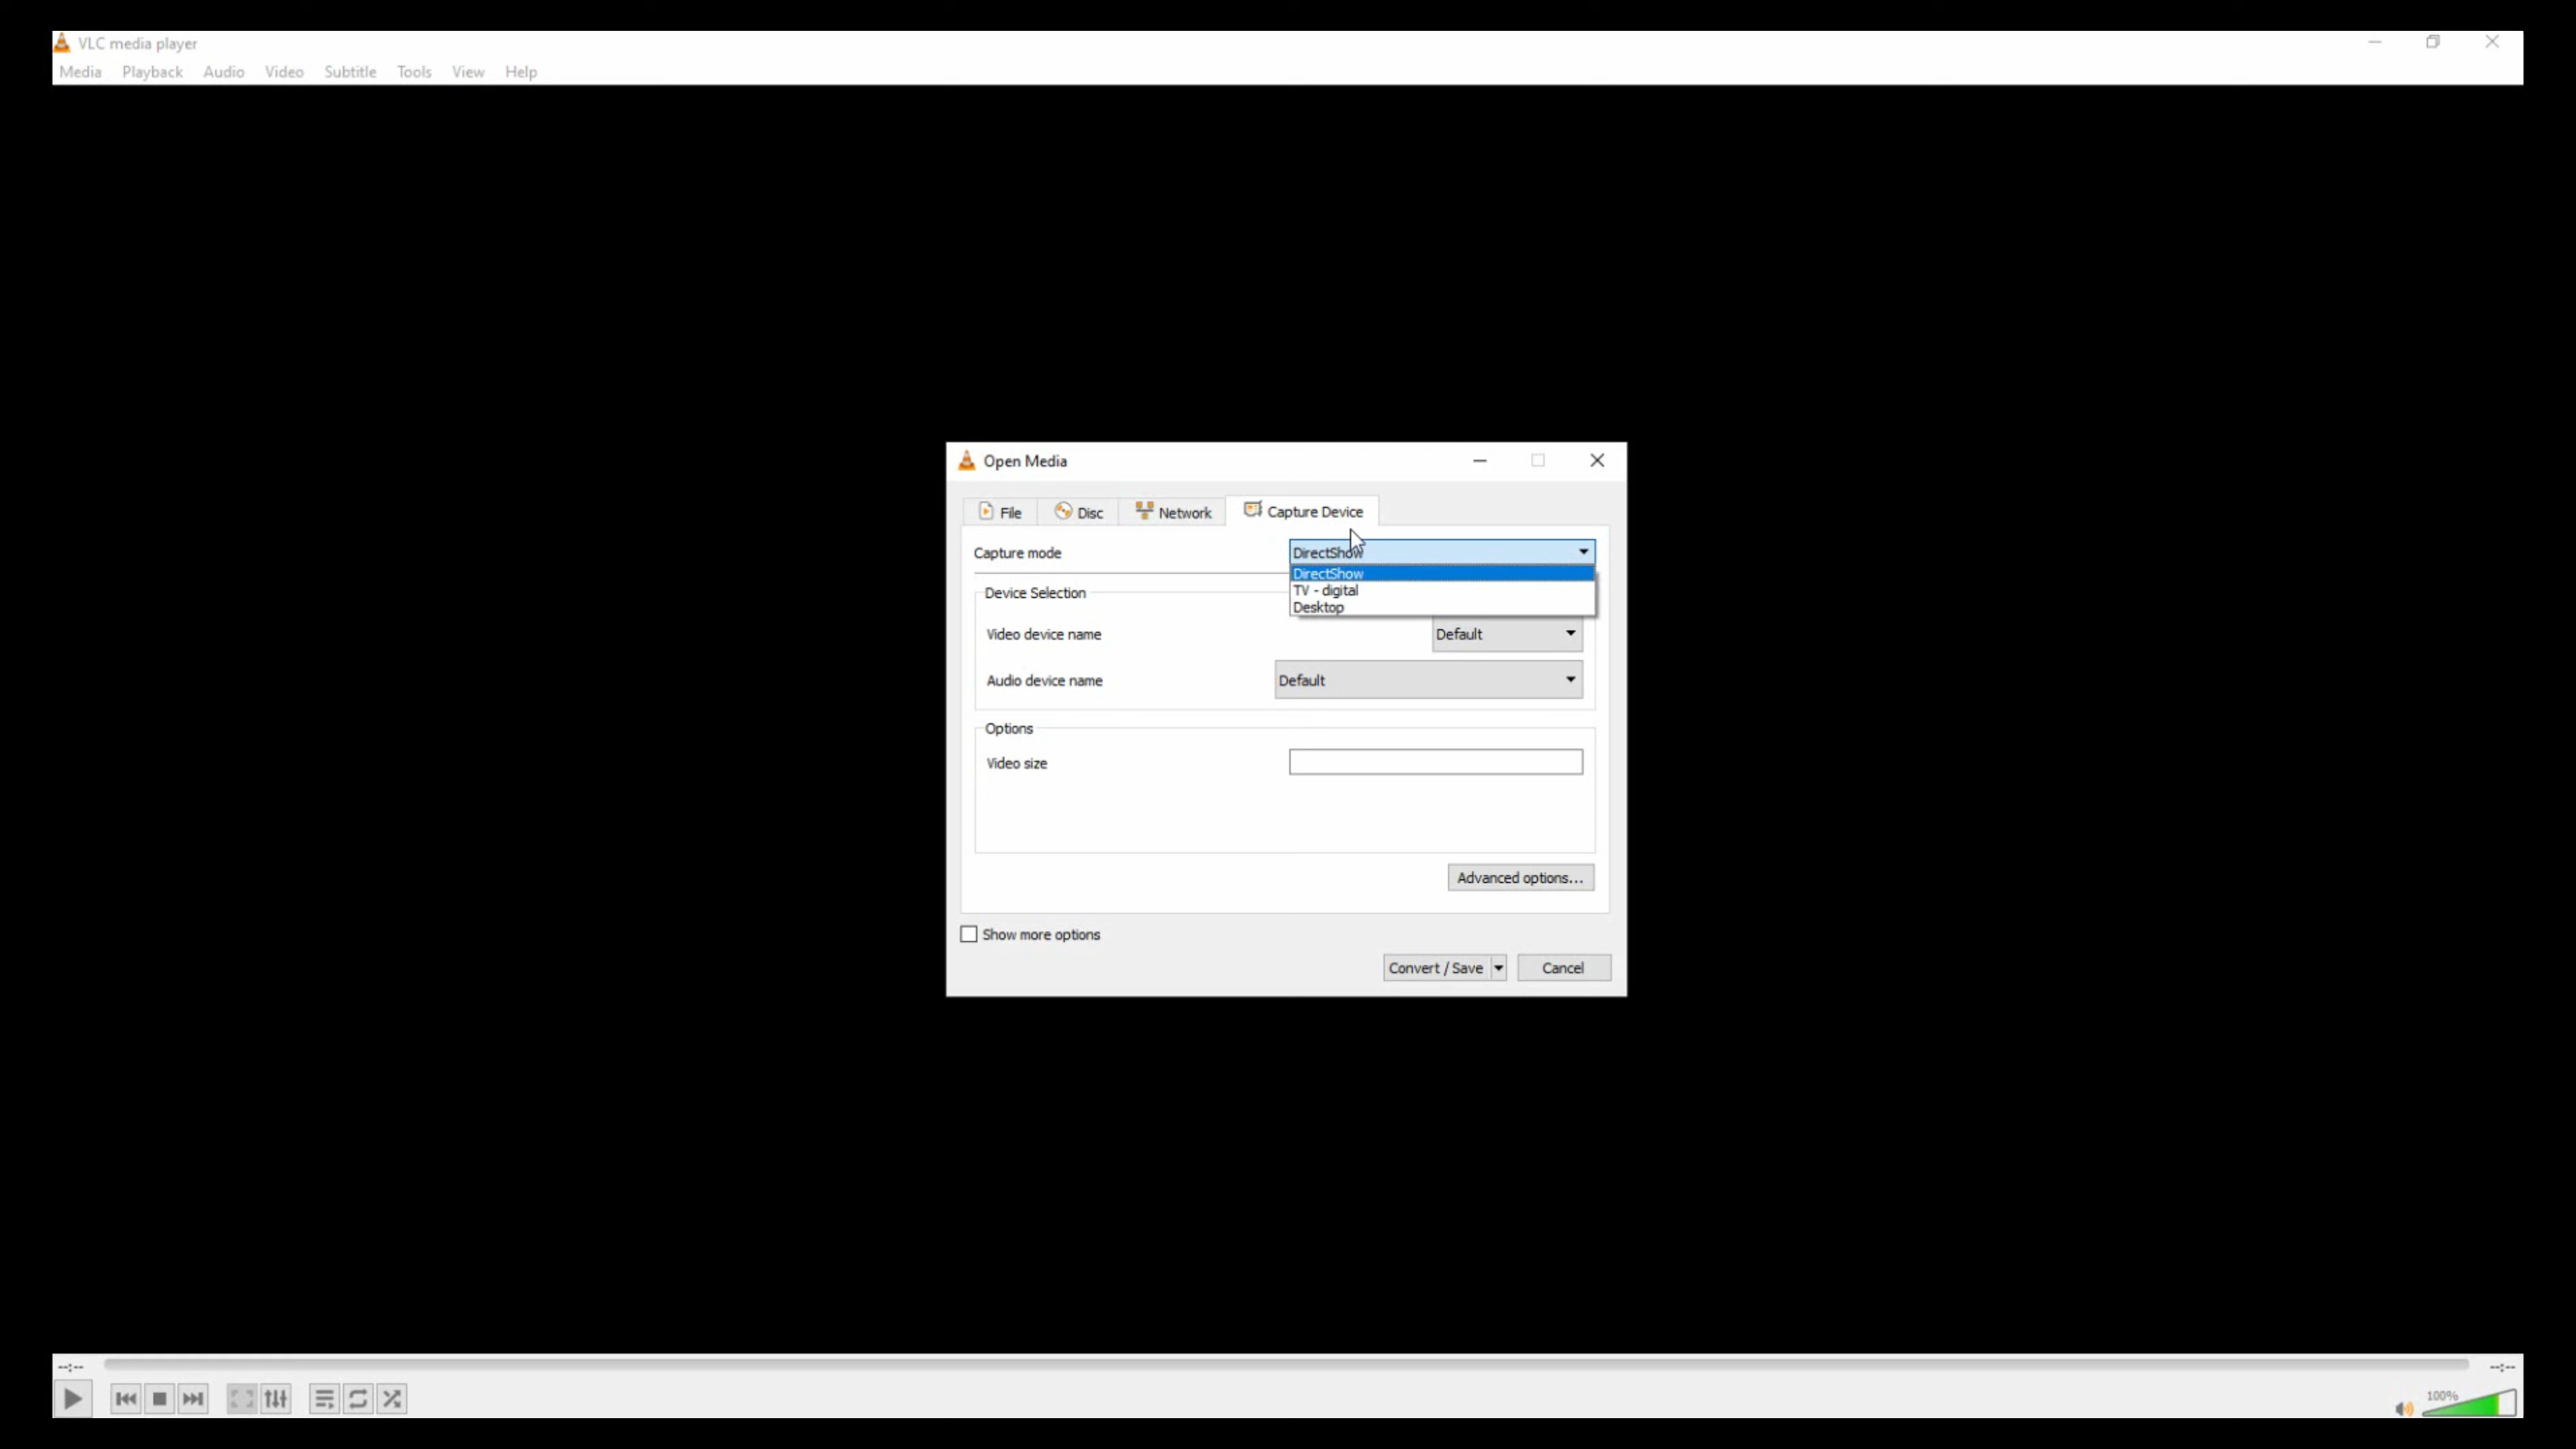 VLC media player
Media Playback Audio Video Subtitle Tools View Help
Open Media
File Disc Network Capture Device
Capture mode DirectShow
DirectShow
TV - digital
Desktop
Device Selection
Video device name Default
Audio device name Default
Options
Video size
Advanced options...
Show more options
Convert / Save Cancel
--:-- --:--
100%